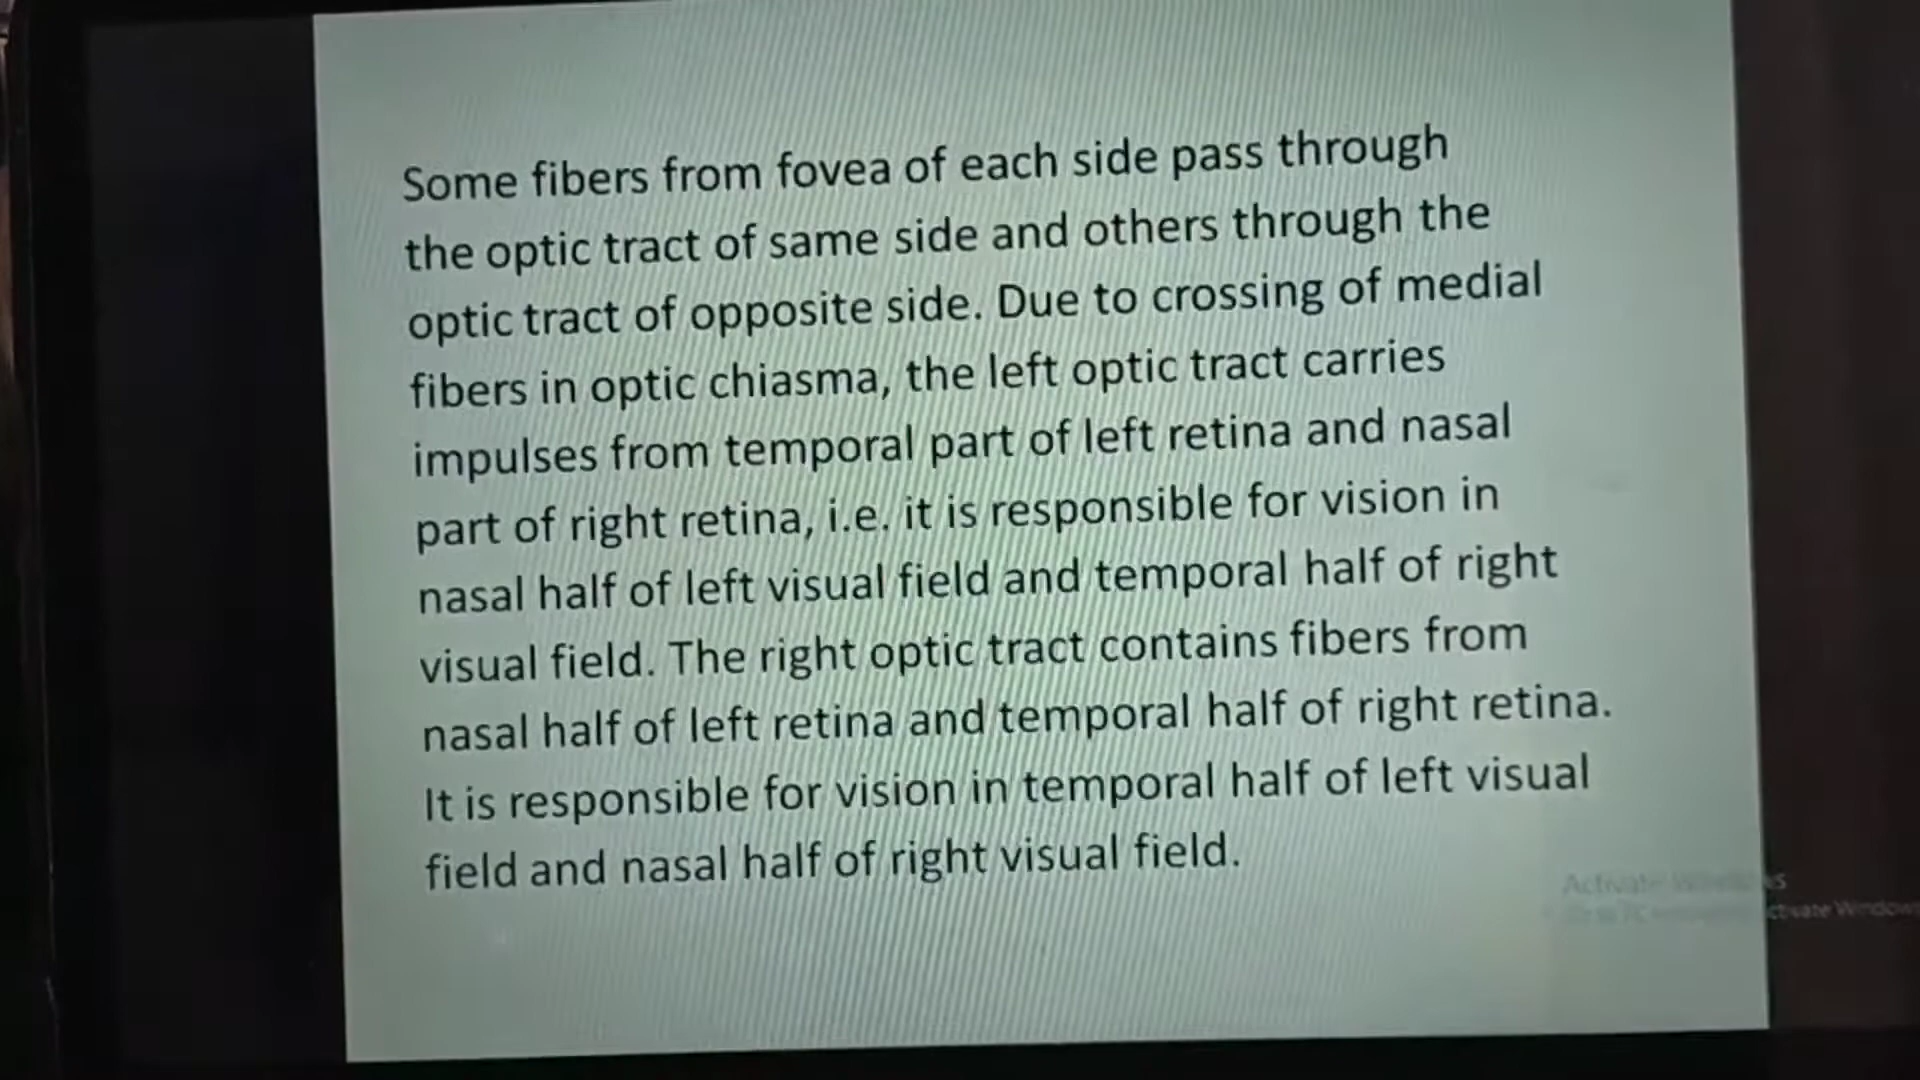 Some fibers from fovea of each side pass through
the optic tract of same side and others through the
optic tract of opposite side. Due to crossing of medial
fibers in optic chiasma, the left optic tract carries
impulses from temporal part of left retina and nasal
part of right retina, i.e. it is responsible for vision in
nasal half of left visual field and temporal half of right
visual field. The right optic tract contains fibers from
nasal half of left retina and temporal half of right retina.
It is responsible for vision in temporal half of left visual
field and nasal half of right visual field.
Activate Windows